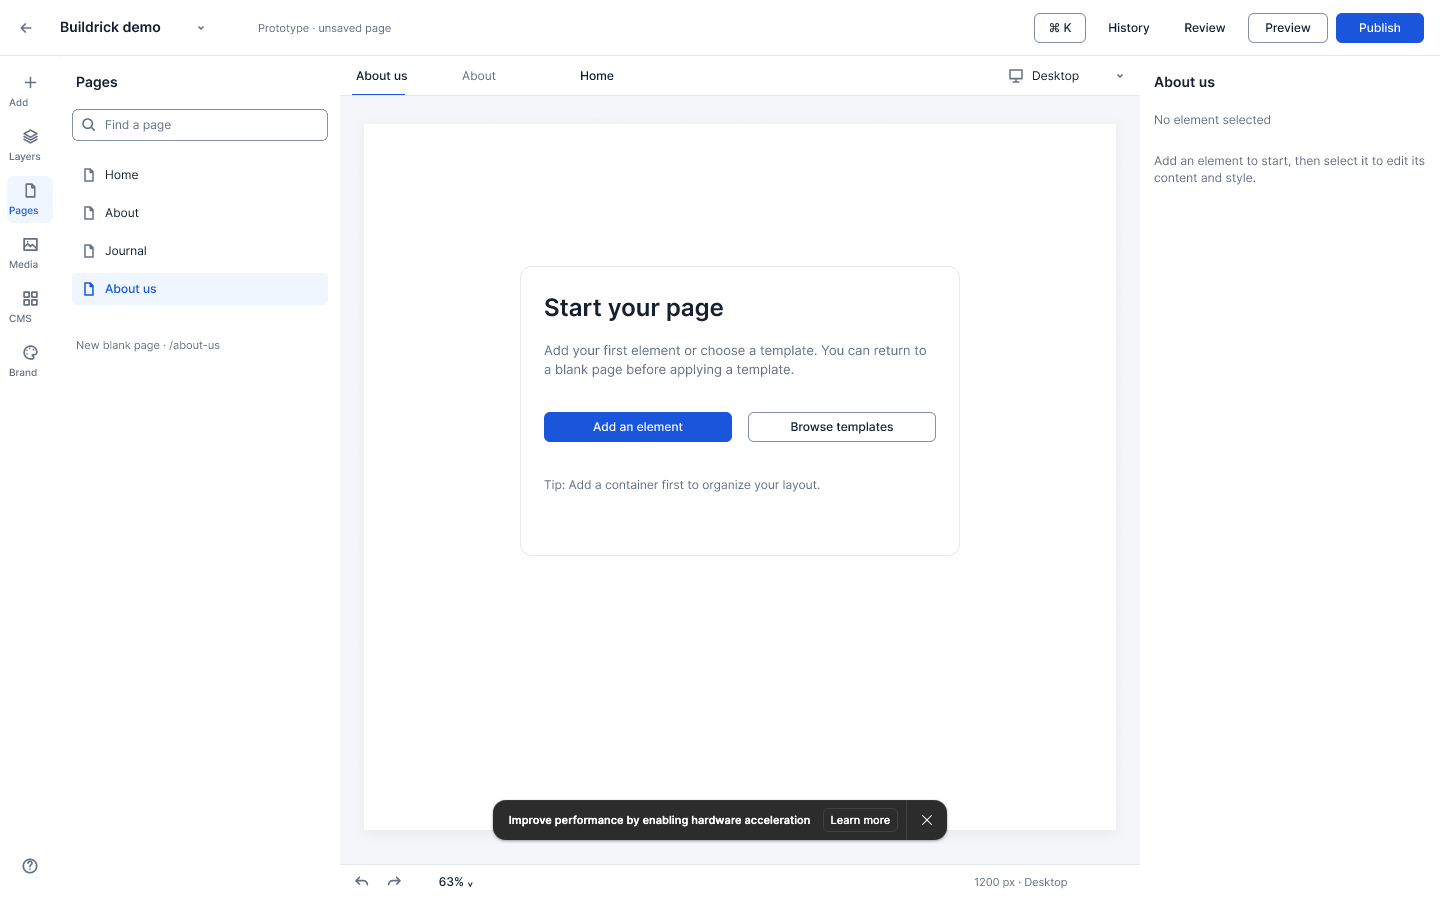 Buildrick demo
Prototype · unsaved page
⌘ K
History
Review
Preview
Publish
Add
Layers
Pages
Media
CMS
Brand
Pages
Find a page
Home
About
Journal
About us
New blank page · /about-us
About us
About
Home
Desktop
Start your page
Add your first element or choose a template. You can return to
a blank page before applying a template.
Add an element
Browse templates
Tip: Add a container first to organize your layout.
Improve performance by enabling hardware acceleration
Learn more
63%
1200 px · Desktop
About us
No element selected
Add an element to start, then select it to edit its
content and style.